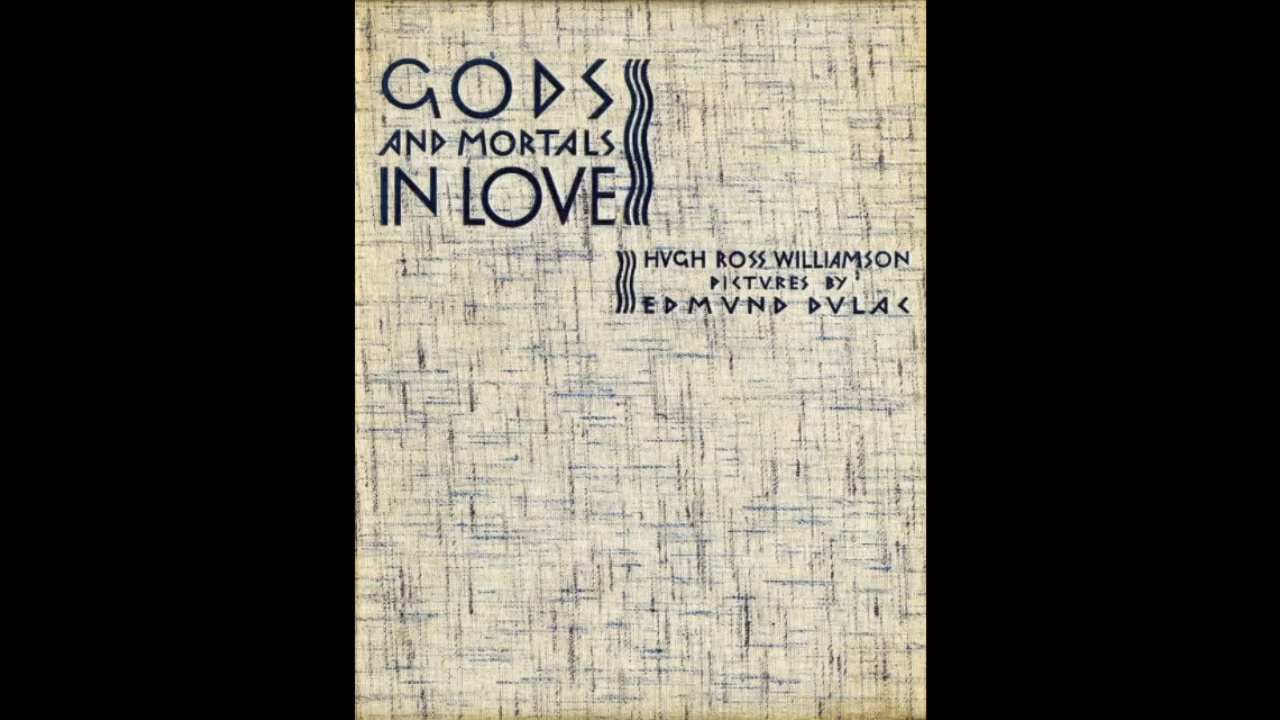 GODS
AND MORTALS
IN LOVE
HVGH ROSS WILLIAMSON
PICTVRES BY
EDMVND DVLAC